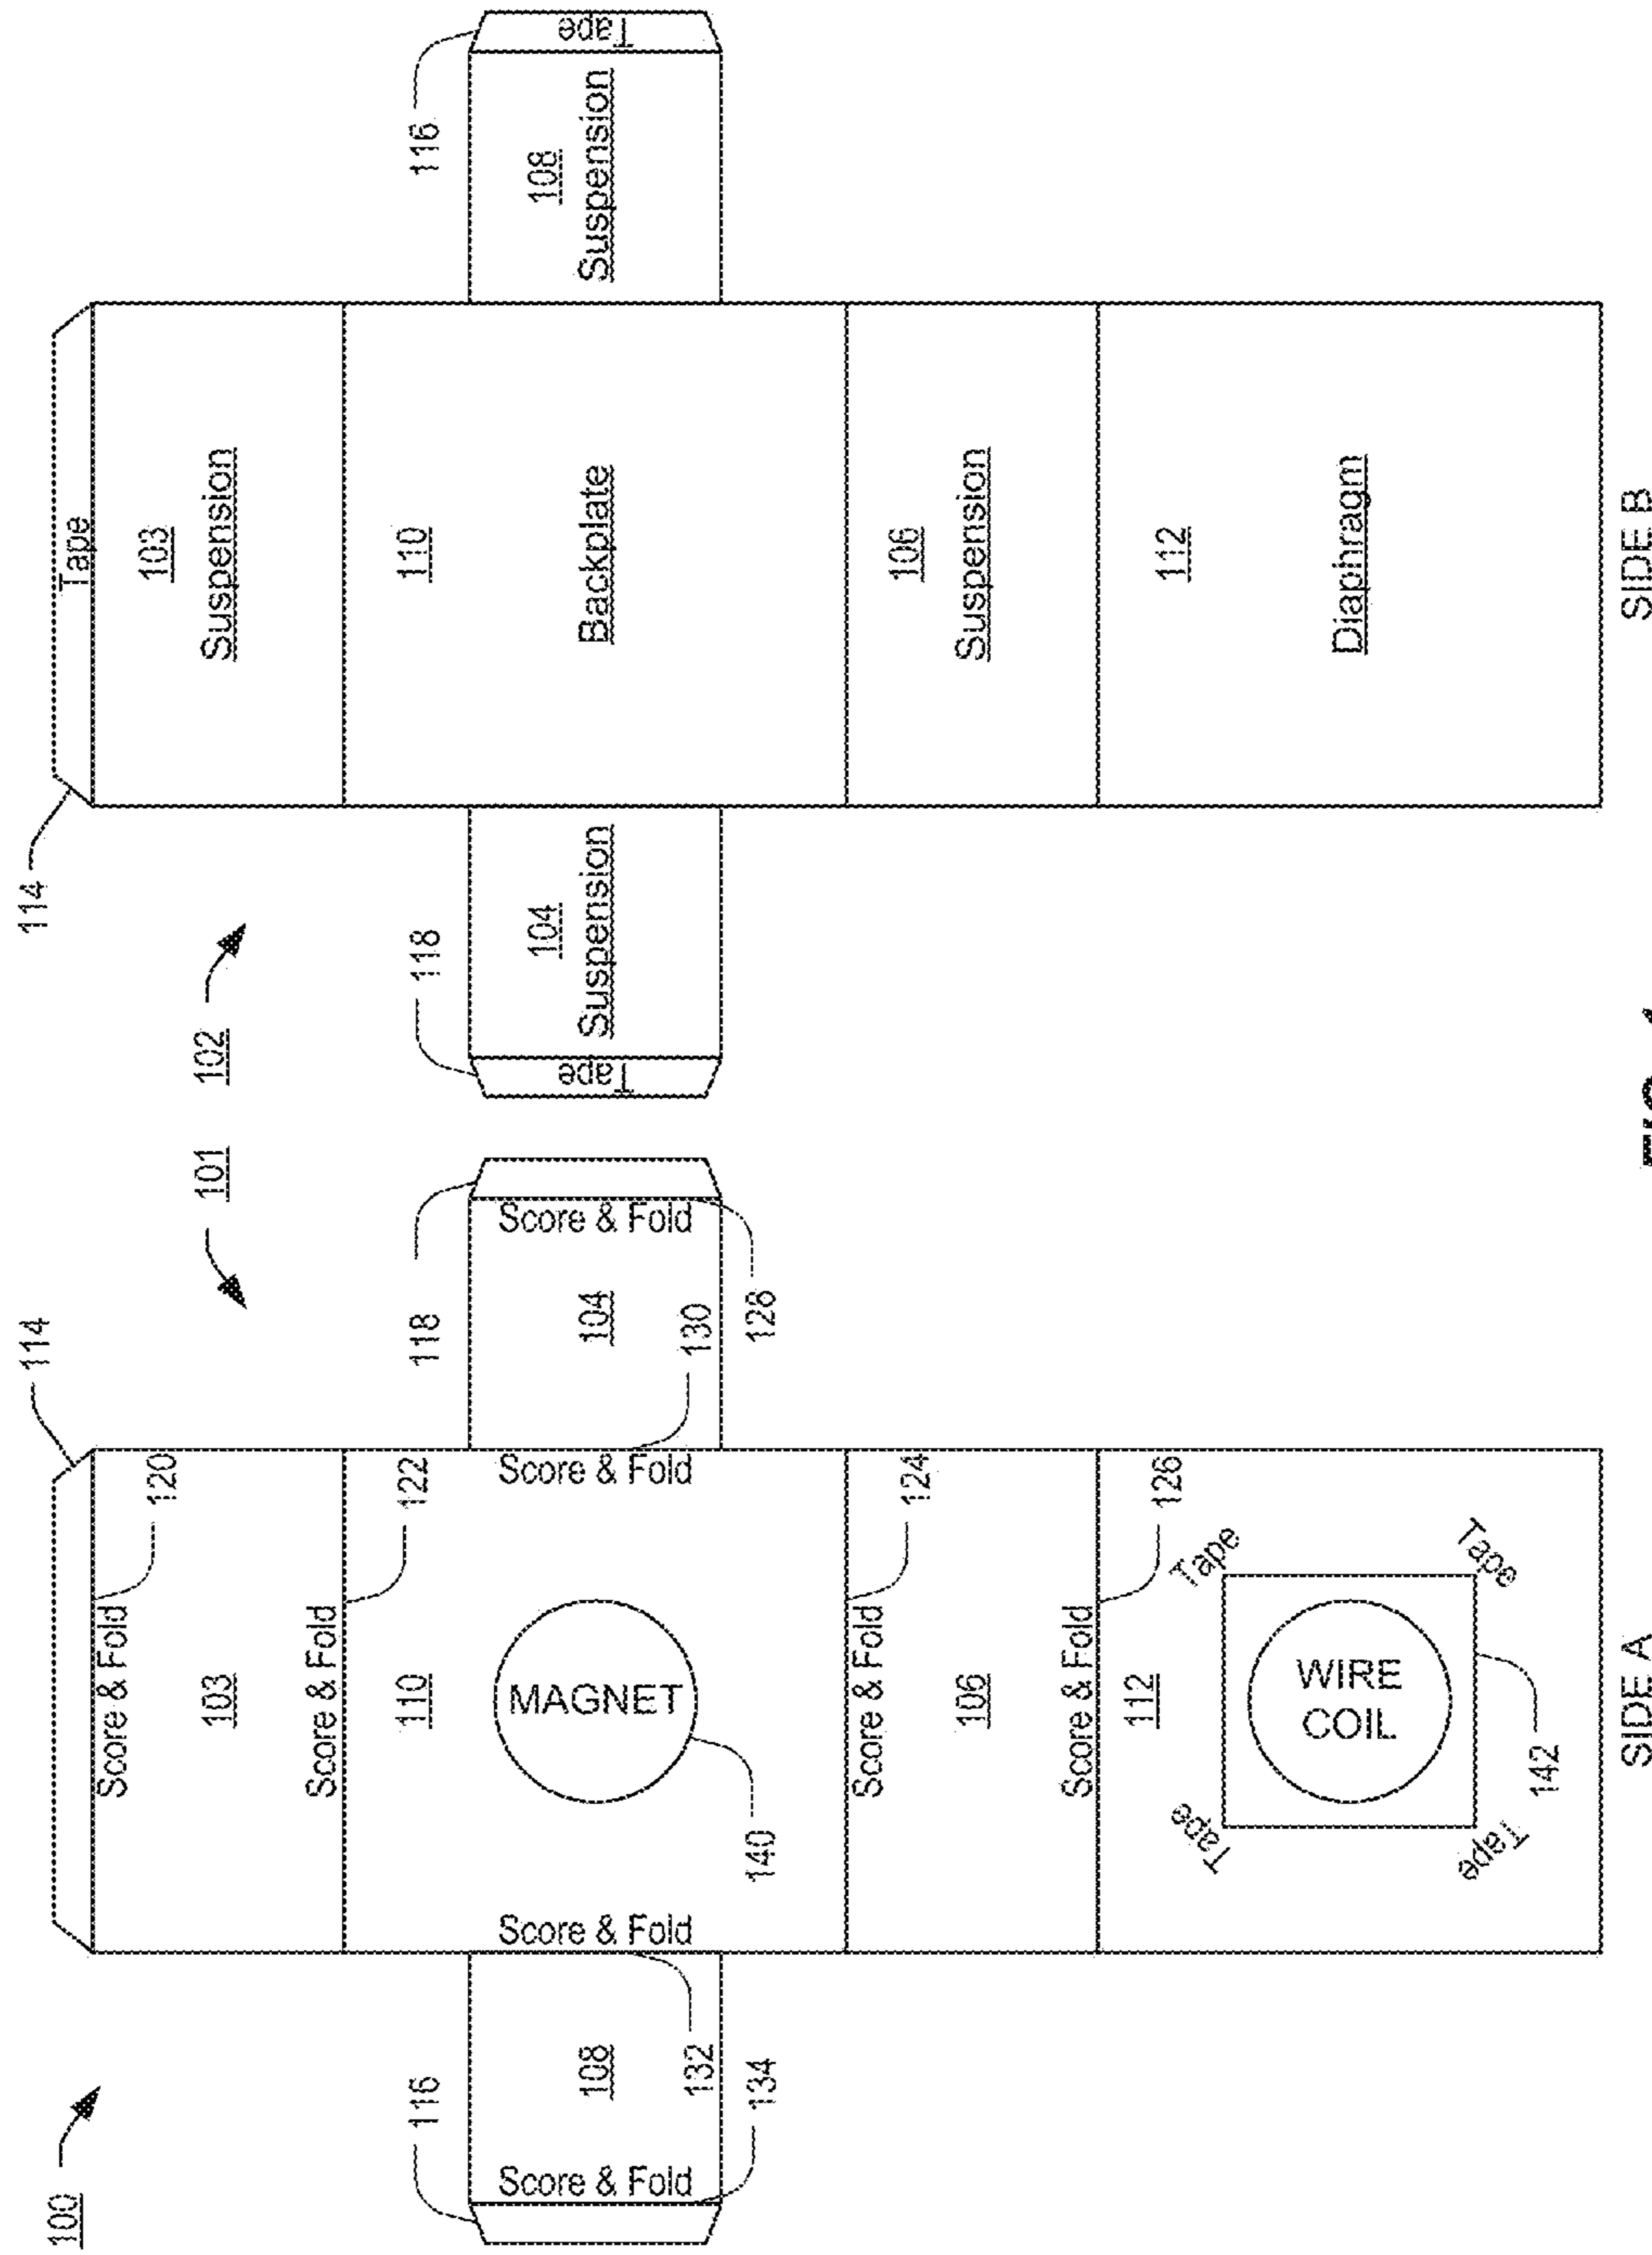 100
114
114
Tape
Score & Fold
120
103
101
102
103
Suspension
Score & Fold
122
116
110
118
118
110
116
Score & Fold
108
132
134
Score & Fold
MAGNET
140
Score & Fold
104
Score & Fold
130
128
Tape
104
Suspension
Backplate
108
Suspension
Tape
Score & Fold
124
106
106
Suspension
Score & Fold
126
112
112
Tape
Tape
WIRE
COIL
Tape
Tape
142
Diaphragm
SIDE A
SIDE B